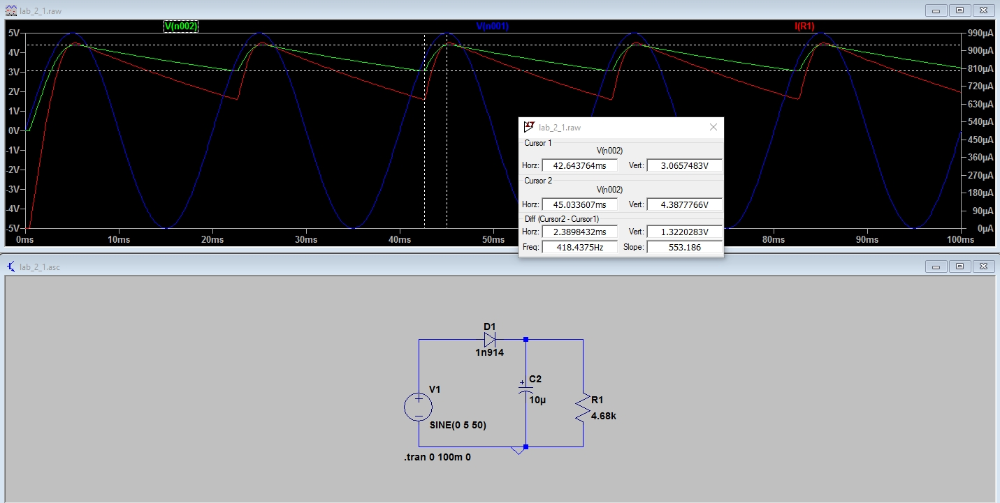 lab_2_1.raw
V(n002) V(n001) I(R1)
5V 990µA
4V 900µA
3V 810µA
2V 720µA
1V 630µA
0V 540µA
-1V 450µA
-2V 360µA
-3V 270µA
-4V 180µA
90µA
-5V 0µA
0ms 10ms 20ms 30ms 40ms 50ms 80ms 90ms 100ms
lab_2_1.raw
Cursor 1
V(n002)
Horz: 42.643764ms Vert: 3.0657483V
Cursor 2
V(n002)
Horz: 45.033607ms Vert: 4.3877766V
Diff (Cursor2 - Cursor1)
Horz: 2.3898432ms Vert: 1.3220283V
Freq: 418.4375Hz Slope: 553.186
lab_2_1.asc
D1
1n914
V1
SINE(0 5 50)
C2
10µ
R1
4.68k
.tran 0 100m 0